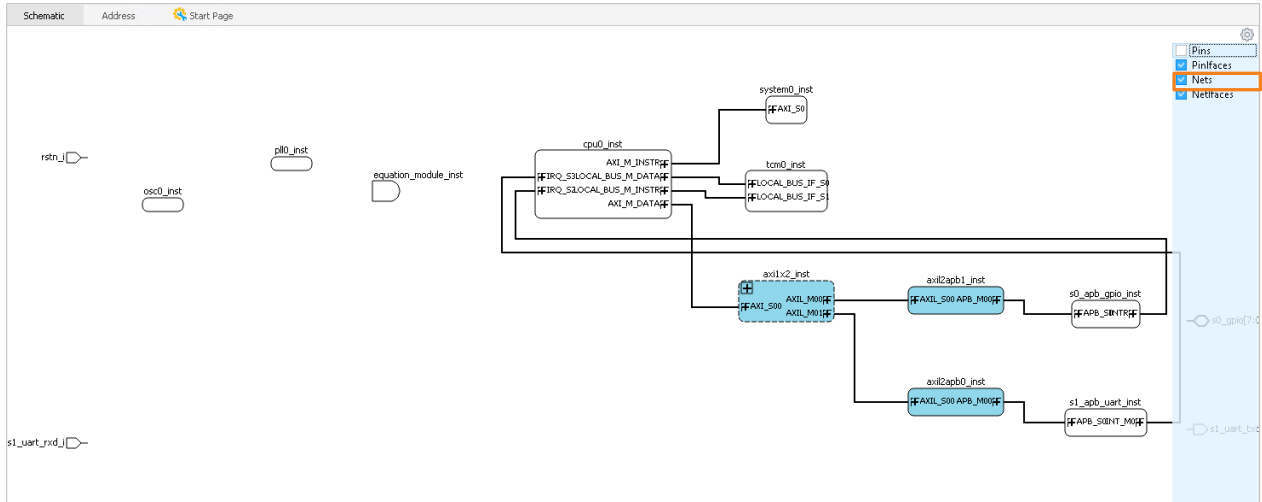 Schematic
Address
Start Page
Pins
PinIfaces
Nets
NetIfaces
system0_inst
AXI_S0
rstn_i
pll0_inst
osc0_inst
equation_module_inst
cpu0_inst
AXI_M_INSTR
IRQ_S3 LOCAL_BUS_M_DATA
IRQ_S2 LOCAL_BUS_M_INSTR
AXI_M_DATA
tcm0_inst
LOCAL_BUS_IF_S0
LOCAL_BUS_IF_S1
axi1x2_inst
AXIL_M00
AXI_S00
AXIL_M01
axil2apb1_inst
AXIL_S00 APB_M00
s0_apb_gpio_inst
APB_S0 INTR
s0_gpio[7:0
axil2apb0_inst
AXIL_S00 APB_M00
s1_apb_uart_inst
APB_S0 INT_M0
s1_uart_rxd_i
s1_uart_tx